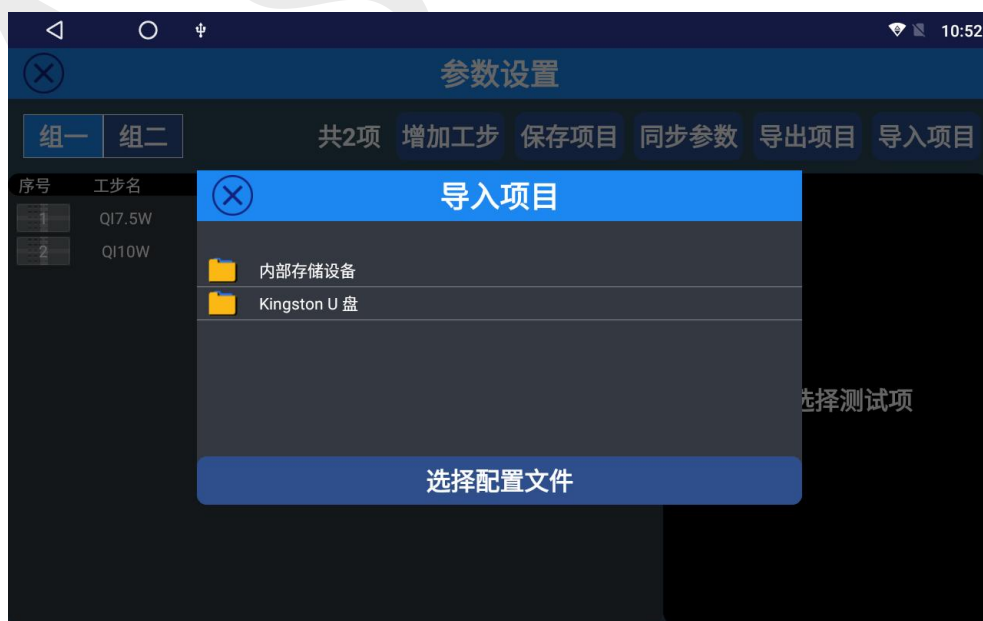 10:52
参数设置
组一 组二 共2项 增加工步 保存项目 同步参数 导出项目 导入项目
序号 工步名
导入项目
1 QI7.5W
2 QI10W
内部存储设备
Kingston U 盘
选择测试项
选择配置文件